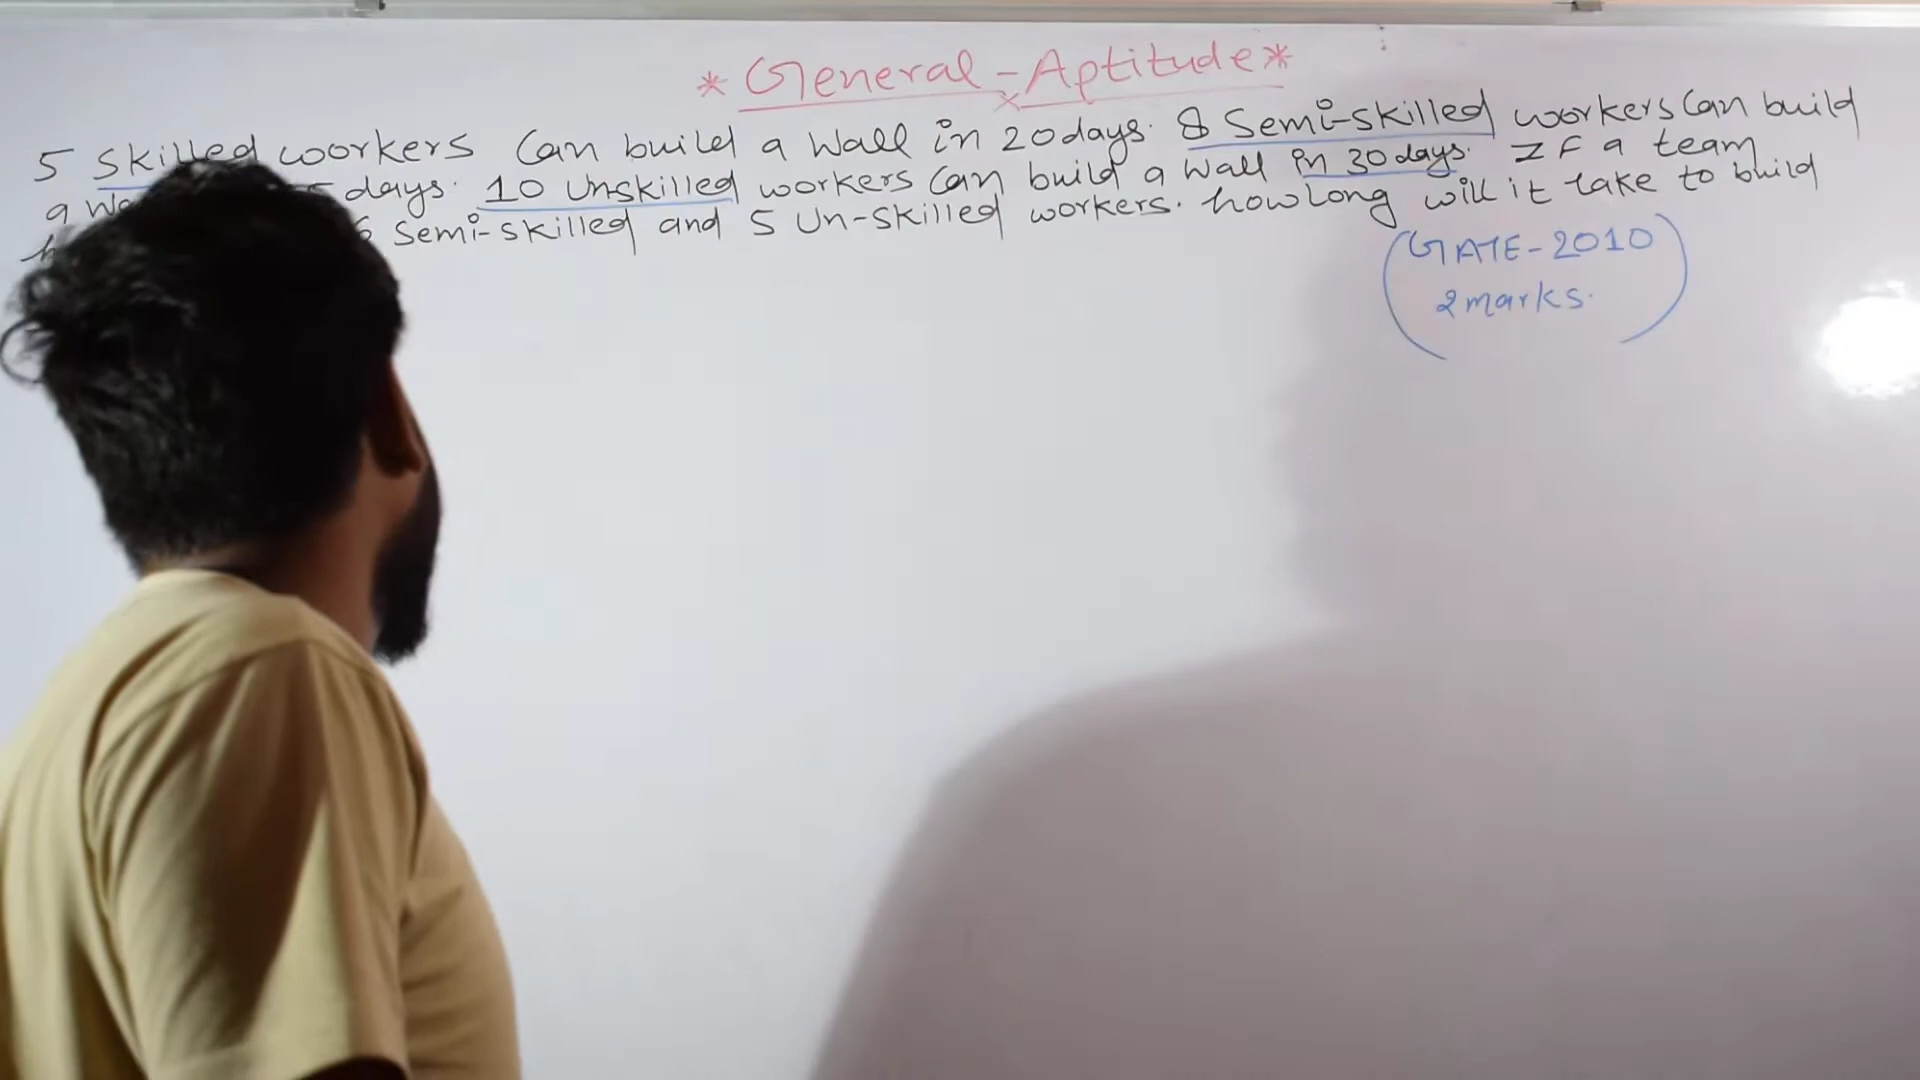 * General - Aptitude *
5 Skilled workers Can build a Wall in 20 days. 8 Semi-Skilled workers Can build
a days. 10 Unskilled workers Can build a Wall in 30 days. IF a team
6 Semi-skilled and 5 Un-skilled workers. how long will it take to build
(GATE-2010
2 marks.)